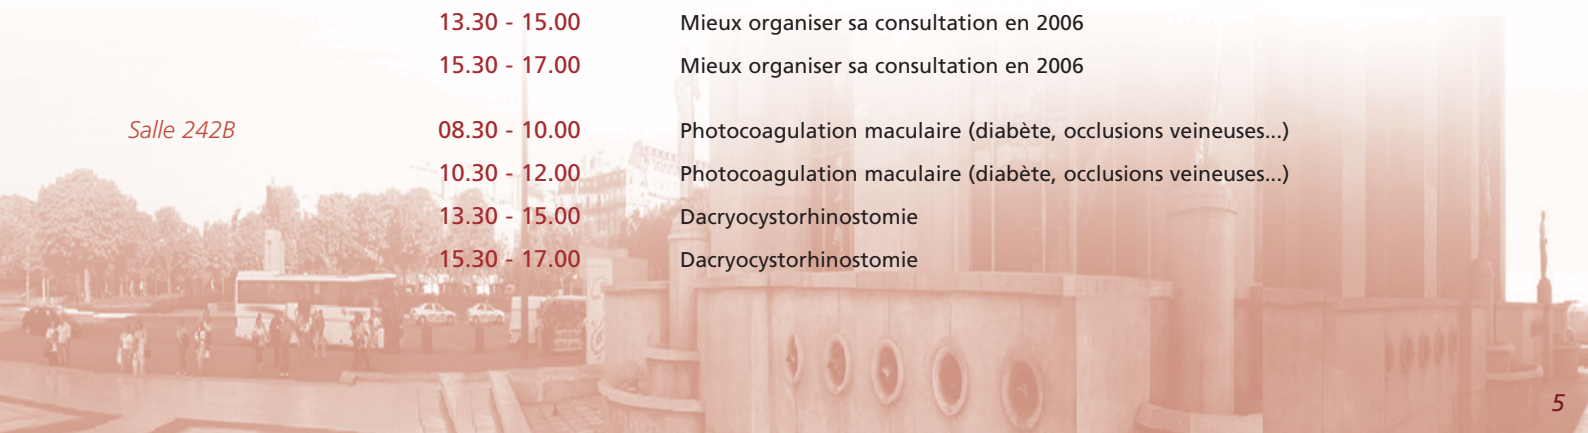 13.30 - 15.00 Mieux organiser sa consultation en 2006
15.30 - 17.00 Mieux organiser sa consultation en 2006
Salle 242B 08.30 - 10.00 Photocoagulation maculaire (diabète, occlusions veineuses...)
10.30 - 12.00 Photocoagulation maculaire (diabète, occlusions veineuses...)
13.30 - 15.00 Dacryocystorhinostomie
15.30 - 17.00 Dacryocystorhinostomie
5